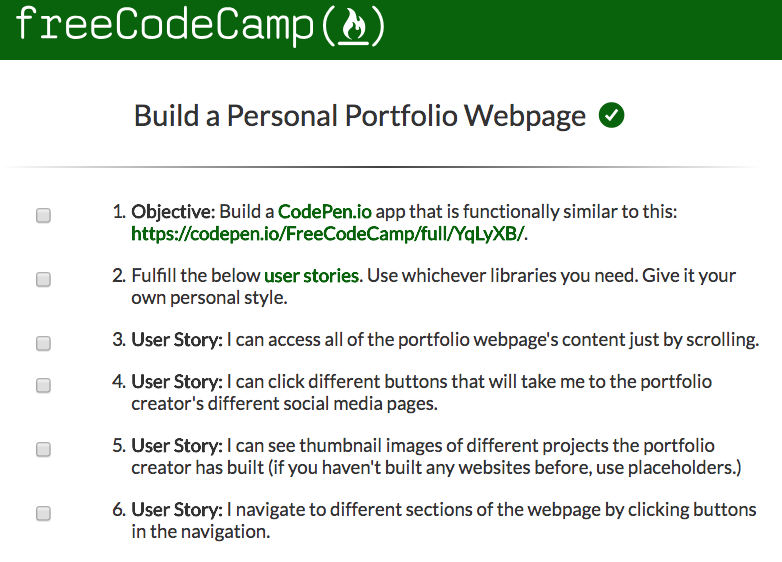 freeCodeCamp(🔥)
Build a Personal Portfolio Webpage
1. Objective: Build a CodePen.io app that is functionally similar to this:
https://codepen.io/FreeCodeCamp/full/YqLyXB/.
2. Fulfill the below user stories. Use whichever libraries you need. Give it your
own personal style.
3. User Story: I can access all of the portfolio webpage's content just by scrolling.
4. User Story: I can click different buttons that will take me to the portfolio
creator's different social media pages.
5. User Story: I can see thumbnail images of different projects the portfolio
creator has built (if you haven't built any websites before, use placeholders.)
6. User Story: I navigate to different sections of the webpage by clicking buttons
in the navigation.